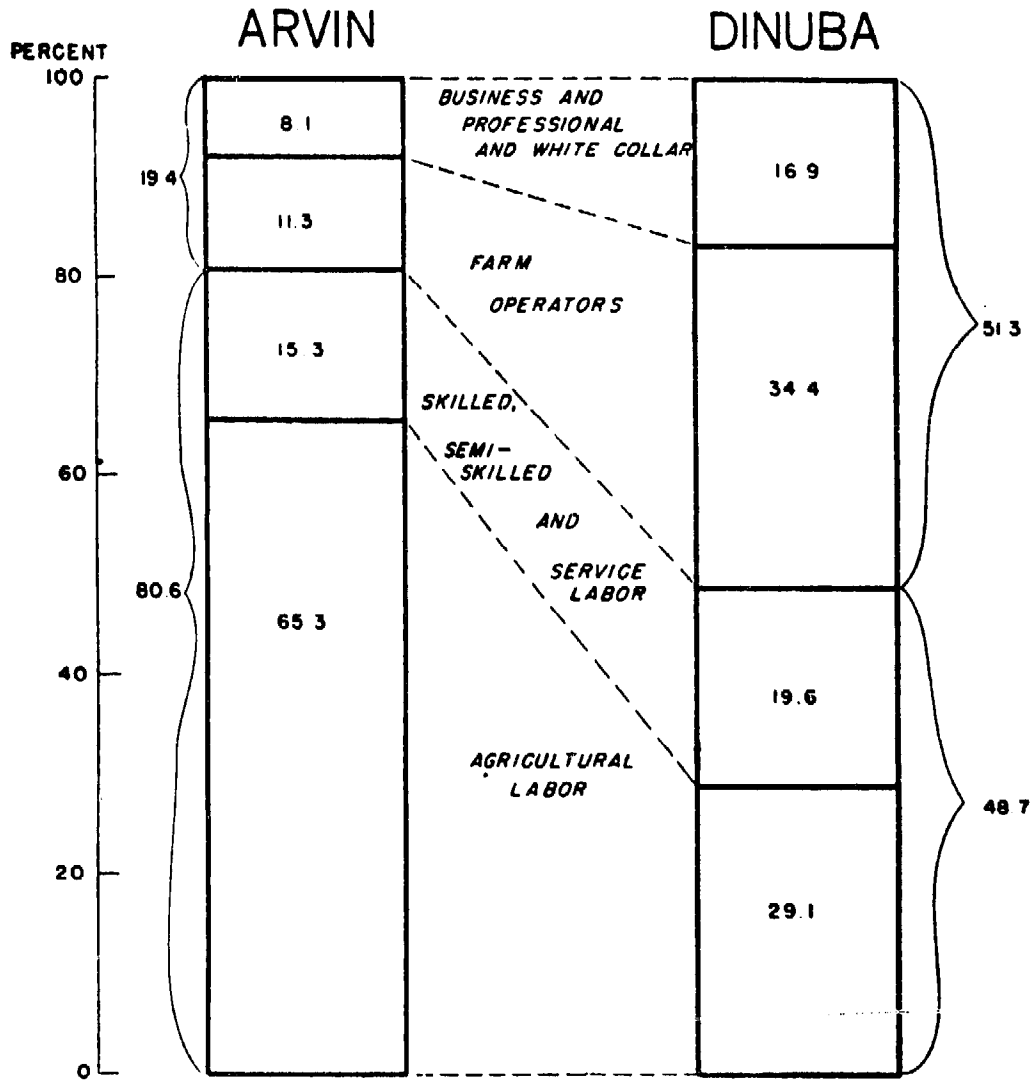 ARVIN
DINUBA
PERCENT
100
80
60
40
20
0
19.4
80.6
8.1
11.3
15.3
65.3
BUSINESS AND
PROFESSIONAL
AND WHITE COLLAR
FARM
OPERATORS
SKILLED,
SEMI-
SKILLED
AND
SERVICE
LABOR
AGRICULTURAL
LABOR
16.9
34.4
19.6
29.1
51.3
48.7